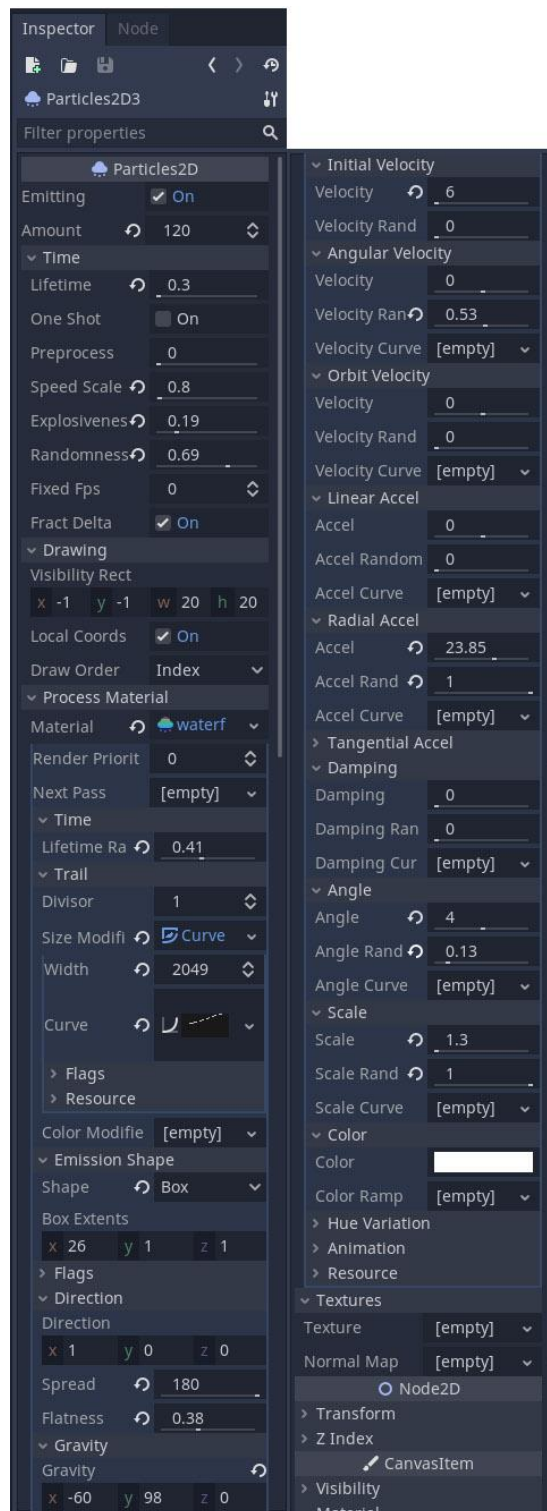 Inspector Node
Particles2D3
Filter properties
Particles2D
Emitting On
Amount 120
Time
Lifetime 0.3
One Shot On
Preprocess 0
Speed Scale 0.8
Explosivenes 0.19
Randomness 0.69
Fixed Fps 0
Fract Delta On
Drawing
Visibility Rect
x -1 y -1 w 20 h 20
Local Coords On
Draw Order Index
Process Material
Material waterf
Render Priorit 0
Next Pass [empty]
Time
Lifetime Ra 0.41
Trail
Divisor 1
Size Modifi Curve
Width 2049
Curve
Flags
Resource
Color Modifie [empty]
Emission Shape
Shape Box
Box Extents
x 26 y 1 z 1
Flags
Direction
Direction
x 1 y 0 z 0
Spread 180
Flatness 0.38
Gravity
Gravity
x -60 y 98 z 0
Initial Velocity
Velocity 6
Velocity Rand 0
Angular Velocity
Velocity 0
Velocity Ran 0.53
Velocity Curve [empty]
Orbit Velocity
Velocity 0
Velocity Rand 0
Velocity Curve [empty]
Linear Accel
Accel 0
Accel Random 0
Accel Curve [empty]
Radial Accel
Accel 23.85
Accel Rand 1
Accel Curve [empty]
Tangential Accel
Damping
Damping 0
Damping Ran 0
Damping Cur [empty]
Angle
Angle 4
Angle Rand 0.13
Angle Curve [empty]
Scale
Scale 1.3
Scale Rand 1
Scale Curve [empty]
Color
Color
Color Ramp [empty]
Hue Variation
Animation
Resource
Textures
Texture [empty]
Normal Map [empty]
Node2D
Transform
Z Index
CanvasItem
Visibility
Material